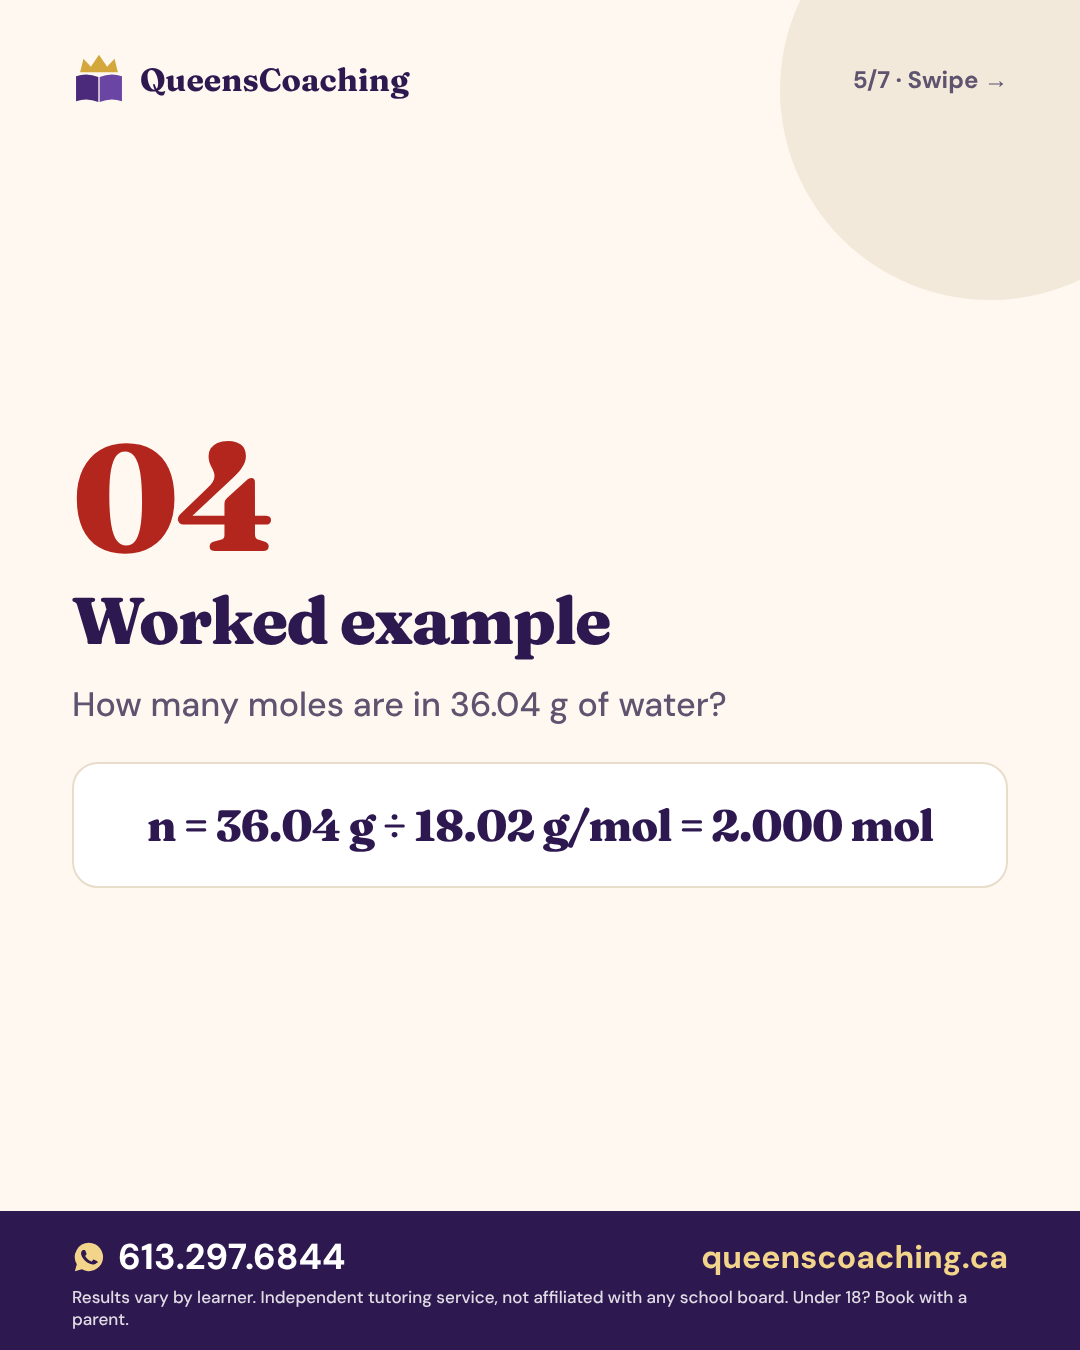 QueensCoaching
5/7 · Swipe →
04
Worked example
How many moles are in 36.04 g of water?
n = 36.04 g ÷ 18.02 g/mol = 2.000 mol
613.297.6844
queenscoaching.ca
Results vary by learner. Independent tutoring service, not affiliated with any school board. Under 18? Book with a
parent.